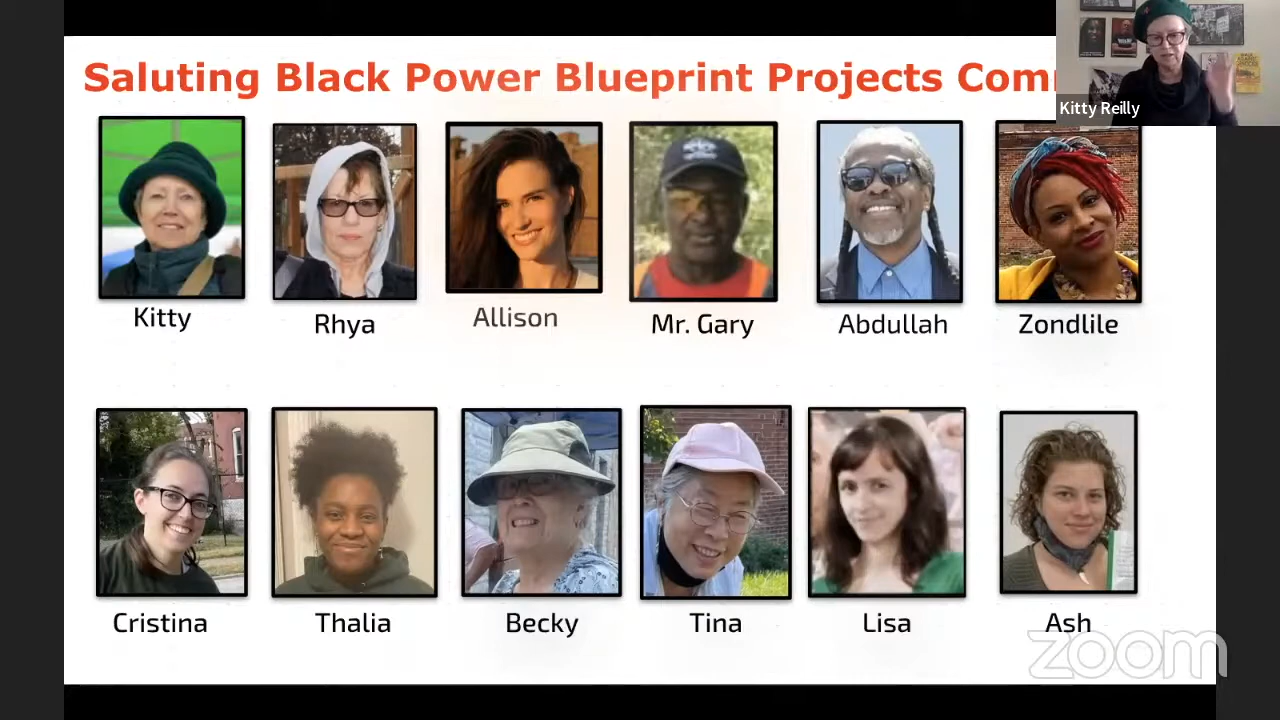 Saluting Black Power Blueprint Projects Com
Kitty Reilly
Kitty
Rhya
Allison
Mr. Gary
Abdullah
Zondlile
Cristina
Thalia
Becky
Tina
Lisa
Ash
zoom